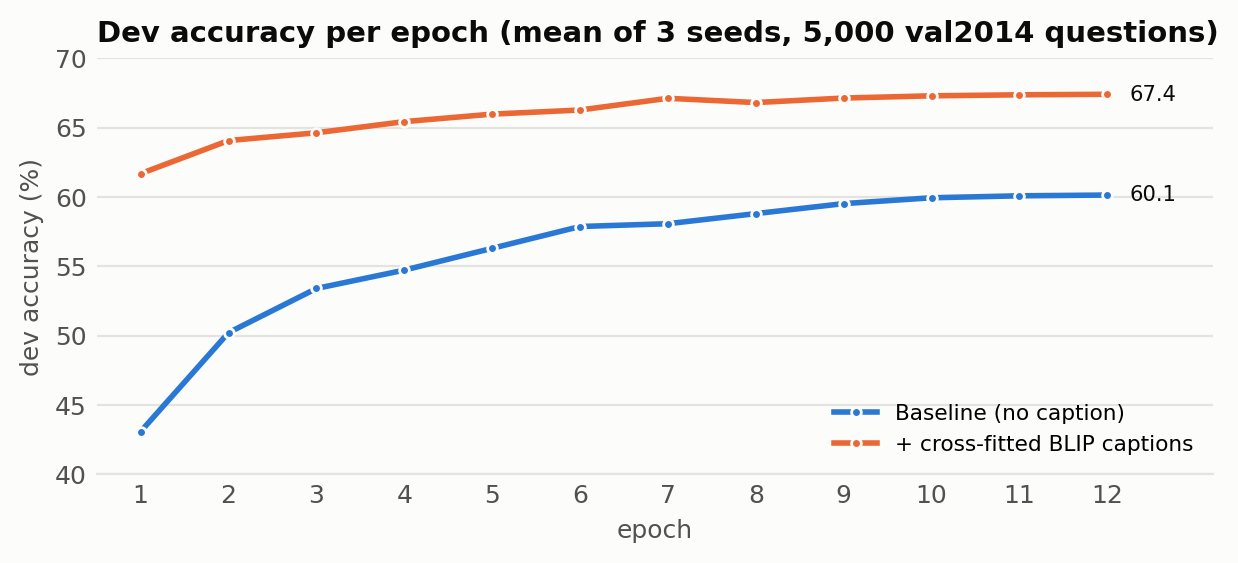 Dev accuracy per epoch (mean of 3 seeds, 5,000 val2014 questions)
70
65
60
55
50
45
40
dev accuracy (%)
67.4
60.1
Baseline (no caption)
+ cross-fitted BLIP captions
1 2 3 4 5 6 7 8 9 10 11 12
epoch